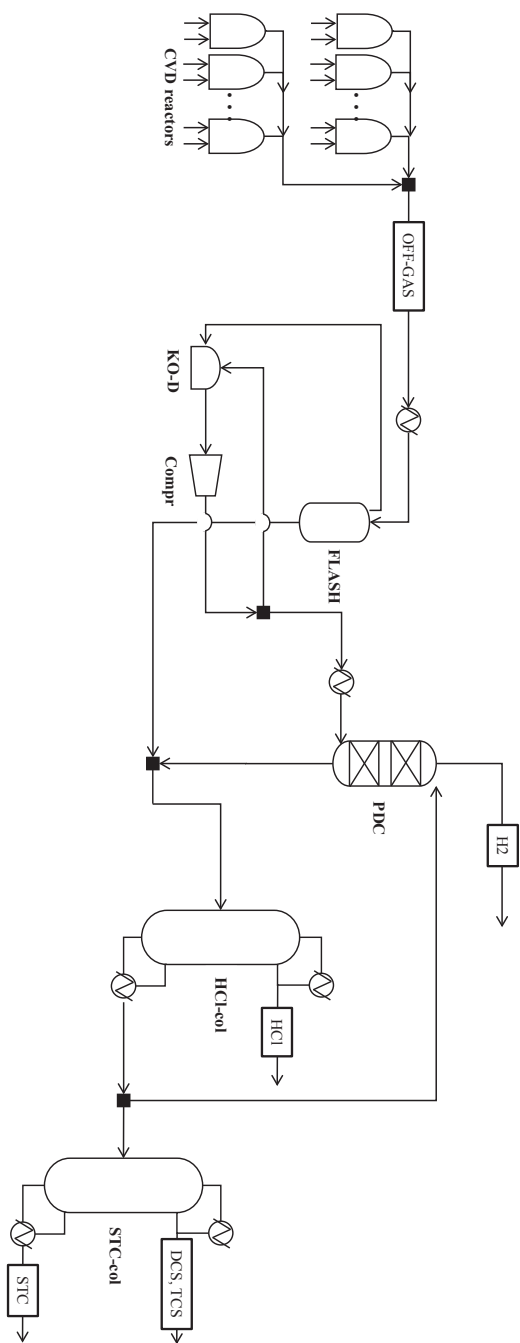 CVD reactors
OFF-GAS
KO-D
Compr
FLASH
PDC
H2
HCl-col
HCl
STC-col
DCS, TCS
STC